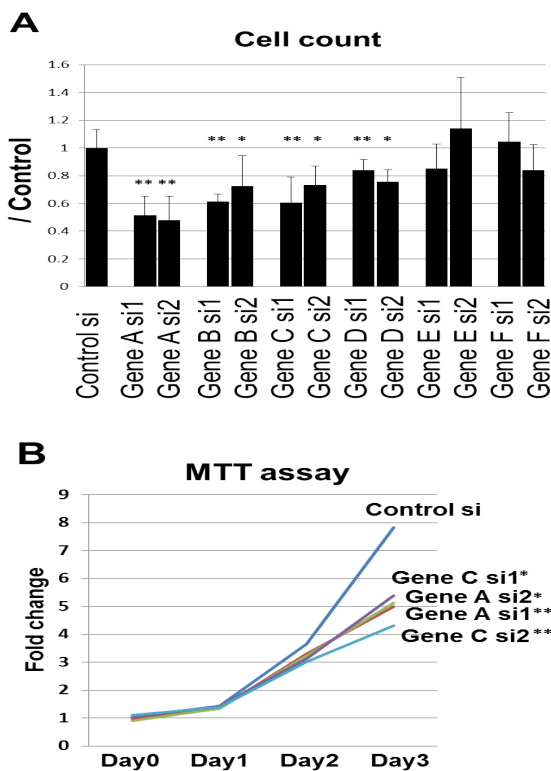 A
Cell count
/ Control
1.6
1.4
1.2
1
0.8
0.6
0.4
0.2
0
** ** ** * ** * ** *
Control si
Gene A si1
Gene A si2
Gene B si1
Gene B si2
Gene C si1
Gene C si2
Gene D si1
Gene D si2
Gene E si1
Gene E si2
Gene F si1
Gene F si2
B
MTT assay
Fold change
9
8
7
6
5
4
3
2
1
0
Control si
Gene C si1*
Gene A si2*
Gene A si1**
Gene C si2**
Day0 Day1 Day2 Day3